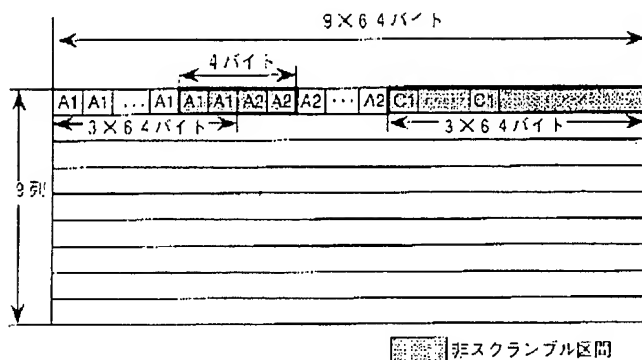 9×64バイト
4バイト
A1 A1 … A1 A1 A1 A2 A2 A2 … A2 C1 C1
3×64バイト 3×64バイト
9列
非スクランブル区間